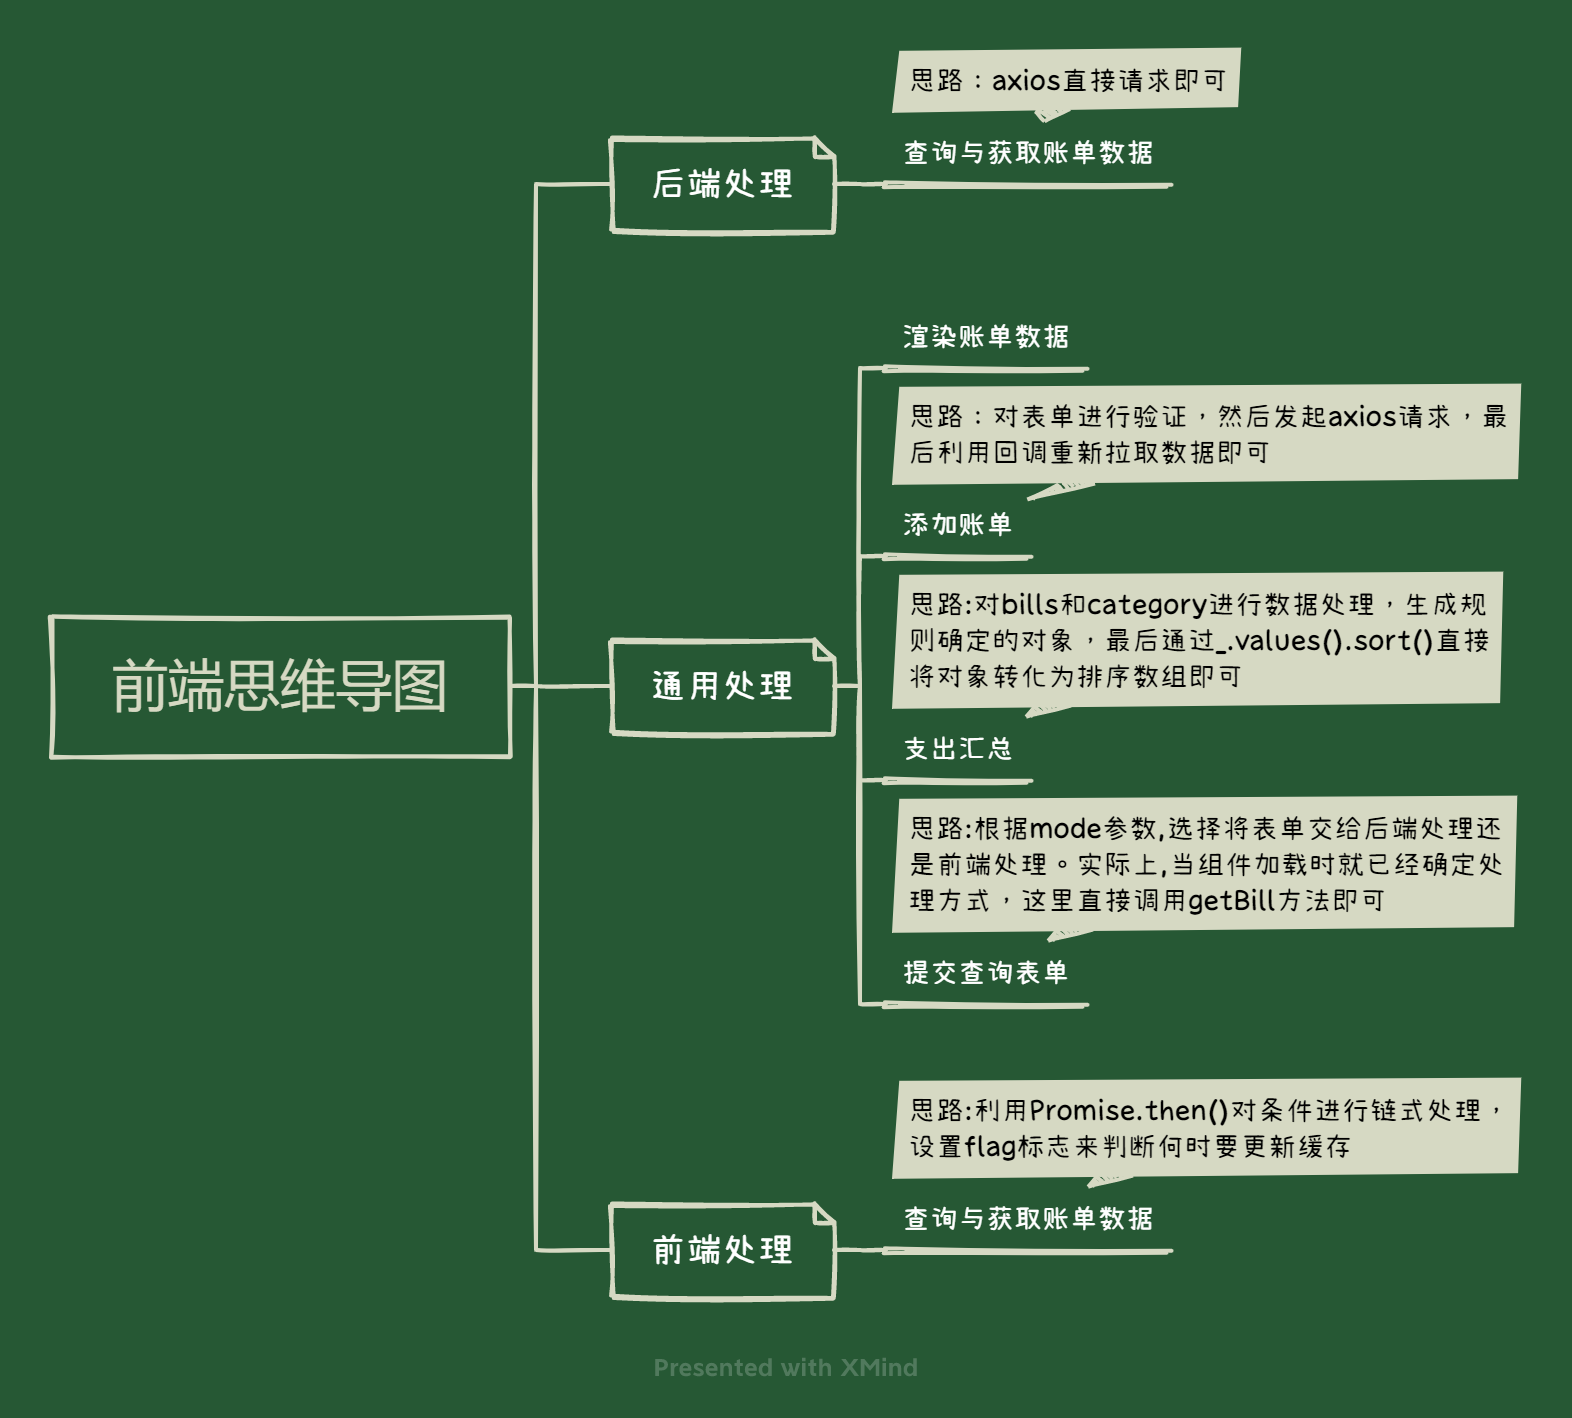 思路：axios直接请求即可
查询与获取账单数据
后端处理
渲染账单数据
思路：对表单进行验证，然后发起axios请求，最
后利用回调重新拉取数据即可
添加账单
思路:对bills和category进行数据处理，生成规
则确定的对象，最后通过_.values().sort()直接
将对象转化为排序数组即可
前端思维导图
通用处理
支出汇总
思路:根据mode参数,选择将表单交给后端处理还
是前端处理。实际上,当组件加载时就已经确定处
理方式，这里直接调用getBill方法即可
提交查询表单
思路:利用Promise.then()对条件进行链式处理，
设置flag标志来判断何时要更新缓存
查询与获取账单数据
前端处理
Presented with XMind